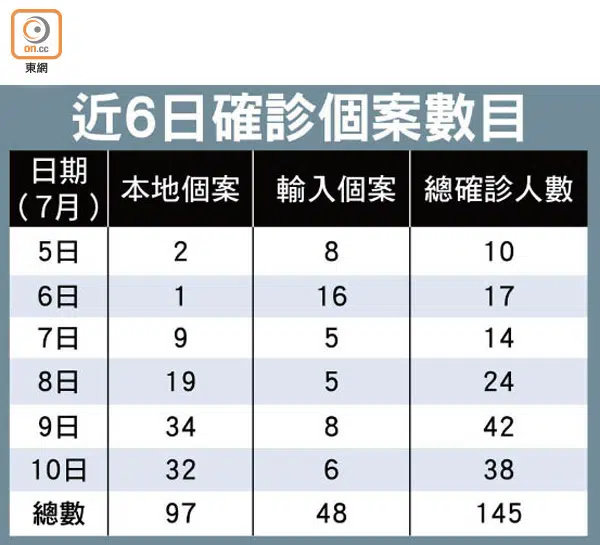 on.cc
東網
近6日確診個案數目
日期(7月) 本地個案 輸入個案 總確診人數
5日 2 8 10
6日 1 16 17
7日 9 5 14
8日 19 5 24
9日 34 8 42
10日 32 6 38
總數 97 48 145